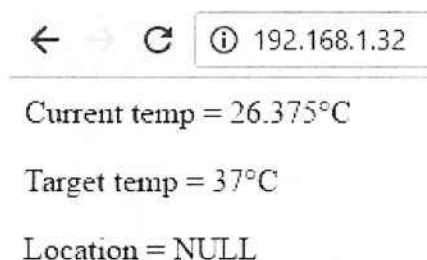 192.168.1.32
Current temp = 26.375°C
Target temp = 37°C
Location = NULL